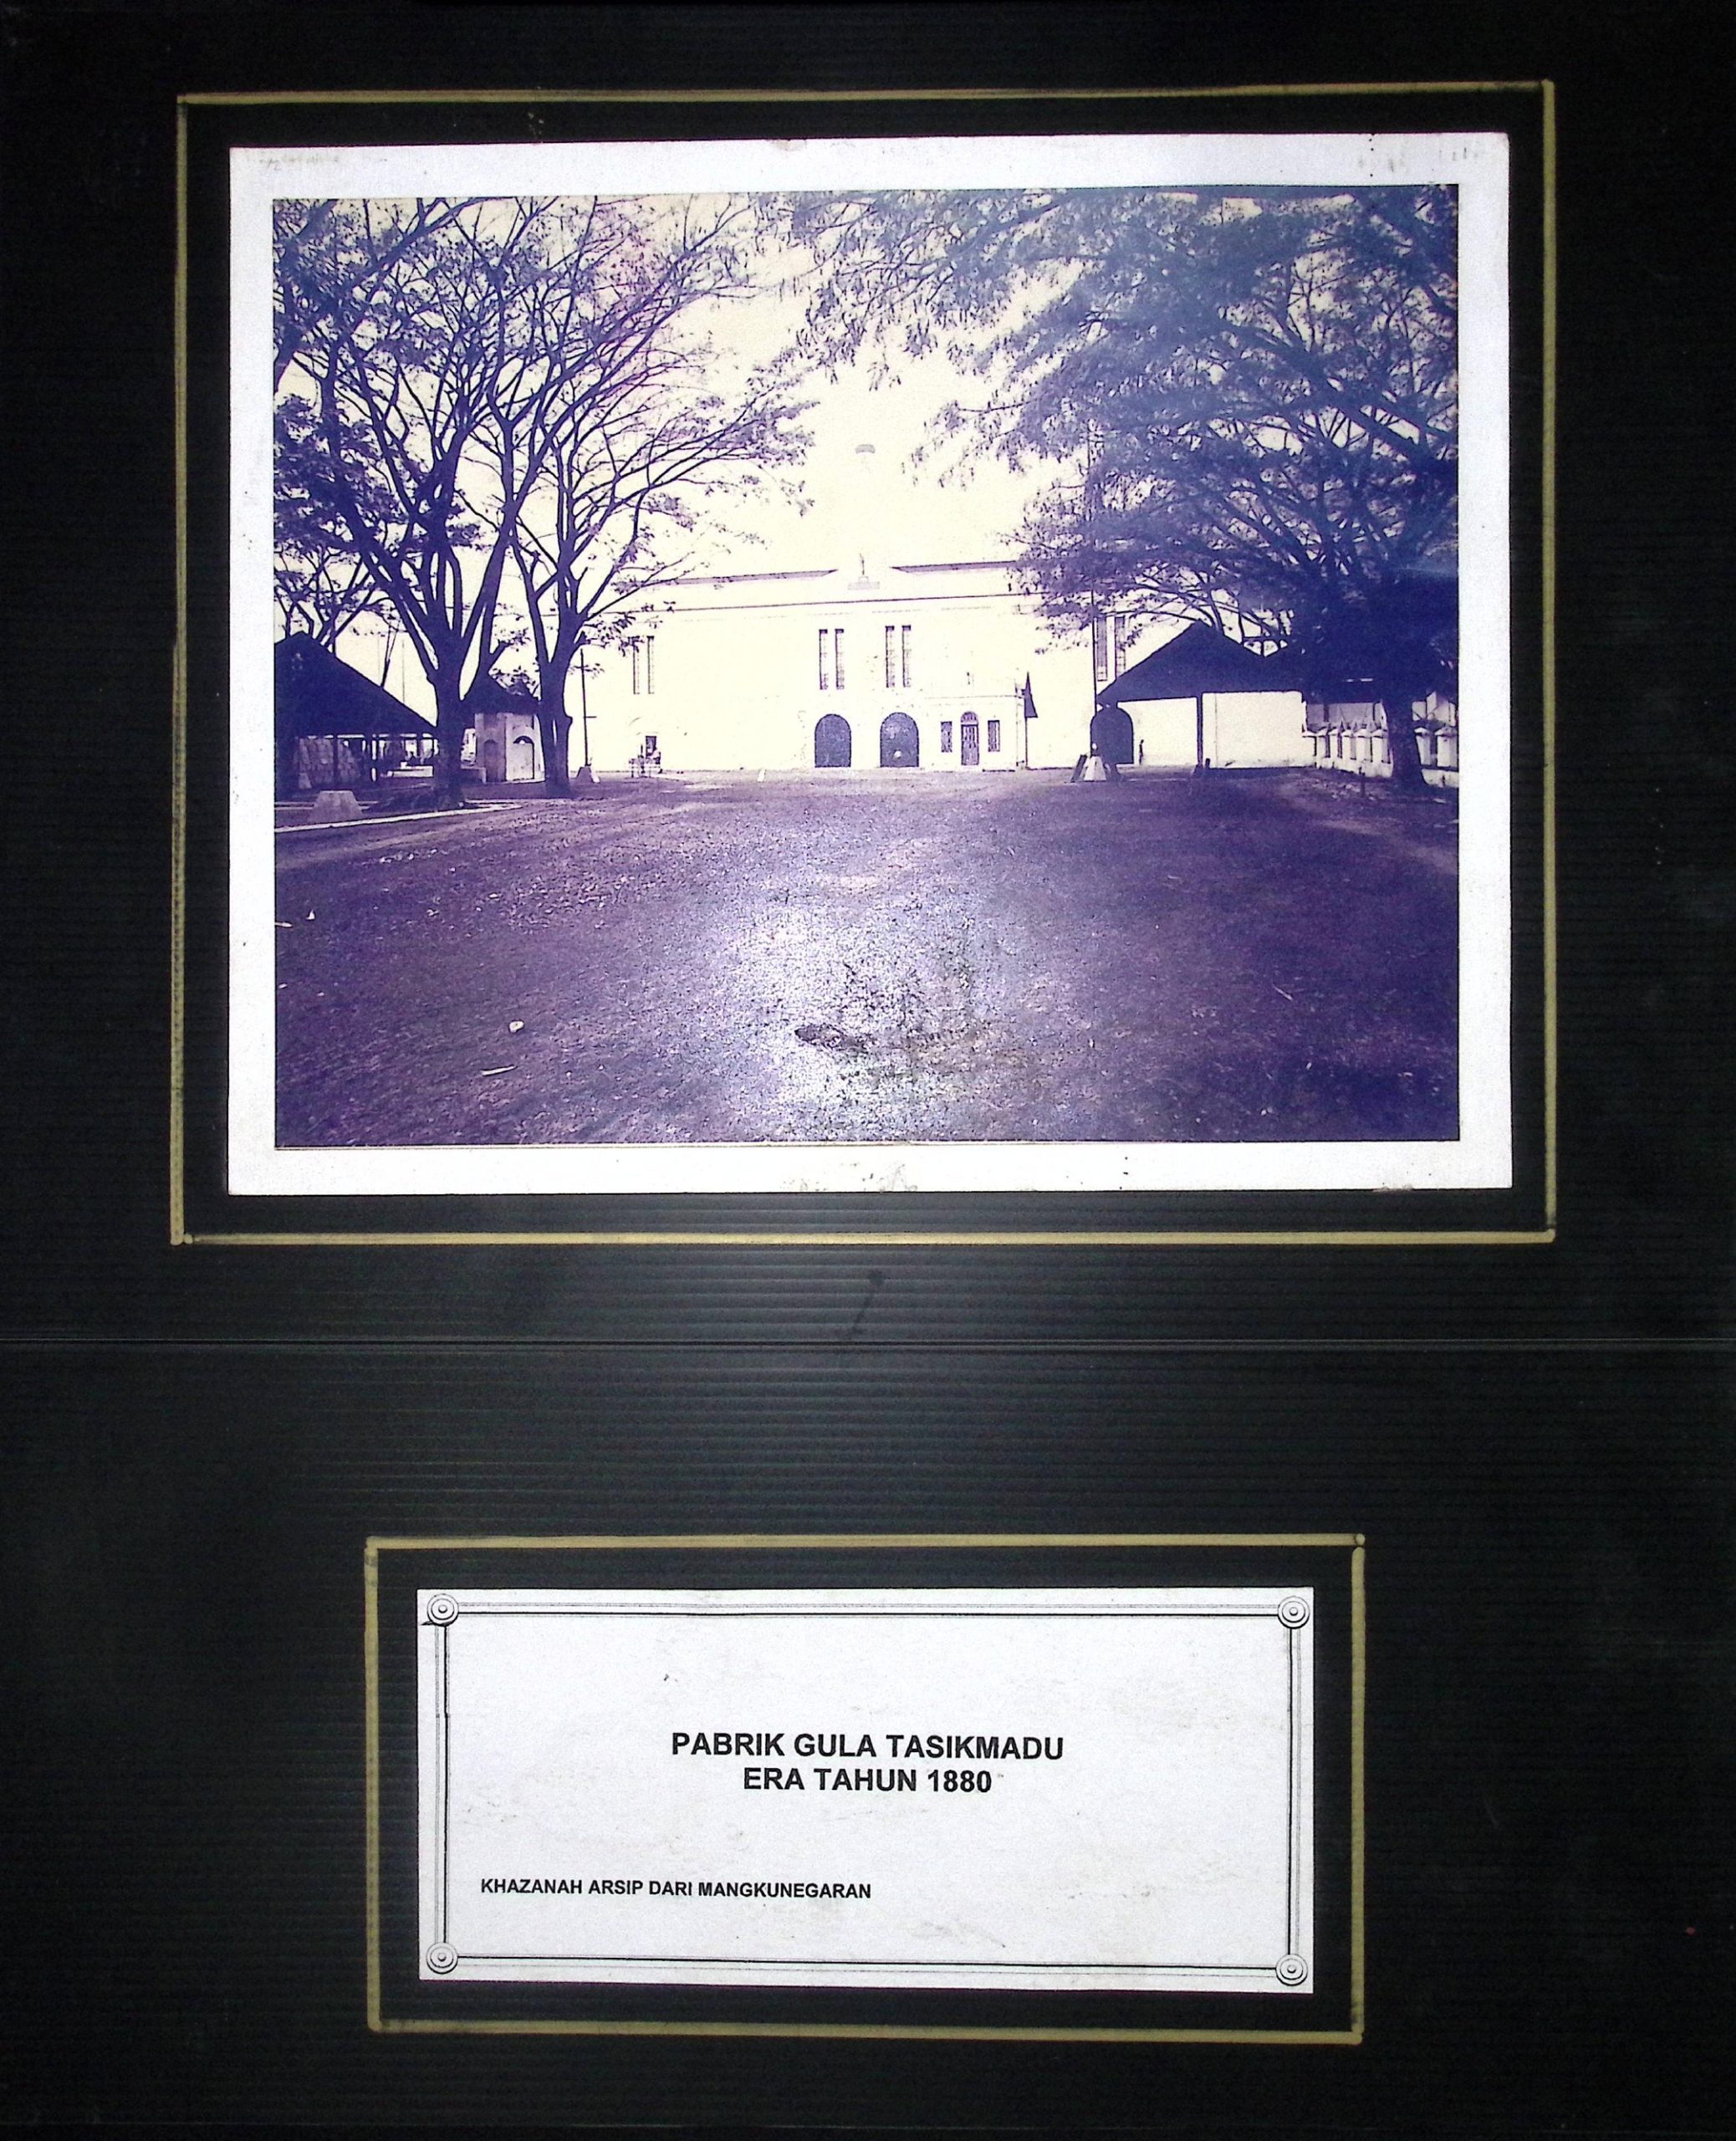 PABRIK GULA TASIKMADU
ERA TAHUN 1880
KHAZANAH ARSIP DARI MANGKUNEGARAN